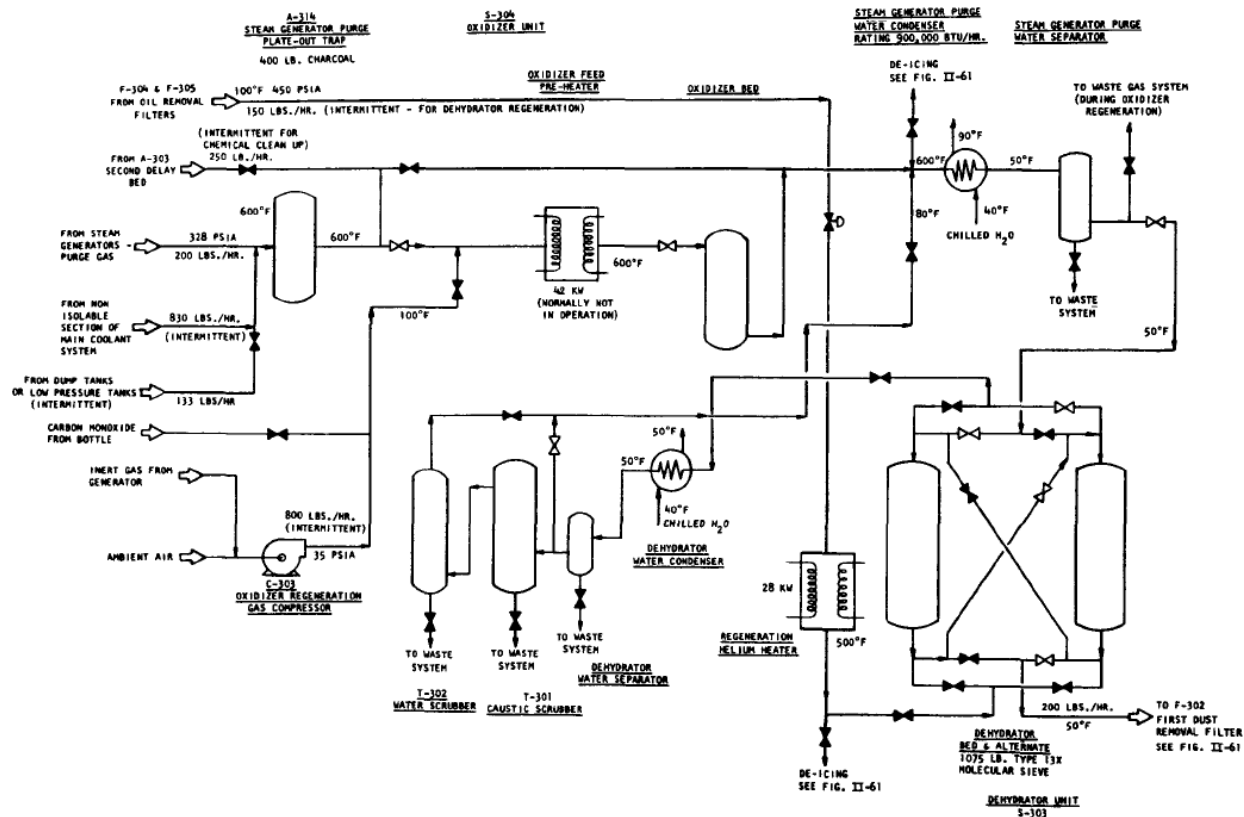 A-314
STEAM GENERATOR PURGE
PLATE-OUT TRAP
400 LB. CHARCOAL
S-304
OXIDIZER UNIT
STEAM GENERATOR PURGE
WATER CONDENSER
RATING 900,000 BTU/HR.
STEAM GENERATOR PURGE
WATER SEPARATOR
DE-ICING
SEE FIG. II-61
F-304 & F-305
FROM OIL REMOVAL
FILTERS
100°F 450 PSIA
150 LBS./HR. (INTERMITTENT - FOR DEHYDRATOR REGENERATION)
OXIDIZER FEED
PRE-HEATER
OXIDIZER BED
TO WASTE GAS SYSTEM
(DURING OXIDIZER
REGENERATION)
(INTERMITTENT FOR
CHEMICAL CLEAN UP)
250 LB./HR.
FROM A-303
SECOND DELAY
BED
90°F
600°F
50°F
40°F
CHILLED H2O
80°F
600°F
FROM STEAM
GENERATORS -
PURGE GAS
328 PSIA
200 LBS./HR.
600°F
600°F
42 KW
(NORMALLY NOT
IN OPERATION)
TO WASTE
SYSTEM
FROM NON
ISOLABLE
SECTION OF
MAIN COOLANT
SYSTEM
830 LBS./HR.
(INTERMITTENT)
100°F
50°F
FROM DUMP TANKS
OR LOW PRESSURE TANKS
(INTERMITTENT)
133 LBS/HR
CARBON MONOXIDE
FROM BOTTLE
INERT GAS FROM
GENERATOR
AMBIENT AIR
800 LBS./HR.
(INTERMITTENT)
35 PSIA
C-303
OXIDIZER REGENERATION
GAS COMPRESSOR
50°F
50°F
40°F
CHILLED H2O
DEHYDRATOR
WATER CONDENSER
28 KW
500°F
REGENERATION
HELIUM HEATER
TO WASTE
SYSTEM
TO WASTE
SYSTEM
TO WASTE
SYSTEM
DEHYDRATOR
WATER SEPARATOR
T-302
WATER SCRUBBER
T-301
CAUSTIC SCRUBBER
DE-ICING
SEE FIG. II-61
200 LBS./HR.
50°F
TO F-302
FIRST DUST
REMOVAL FILTER
SEE FIG. II-61
DEHYDRATOR
BED & ALTERNATE
1075 LB. TYPE 13X
MOLECULAR SIEVE
DEHYDRATOR UNIT
S-303